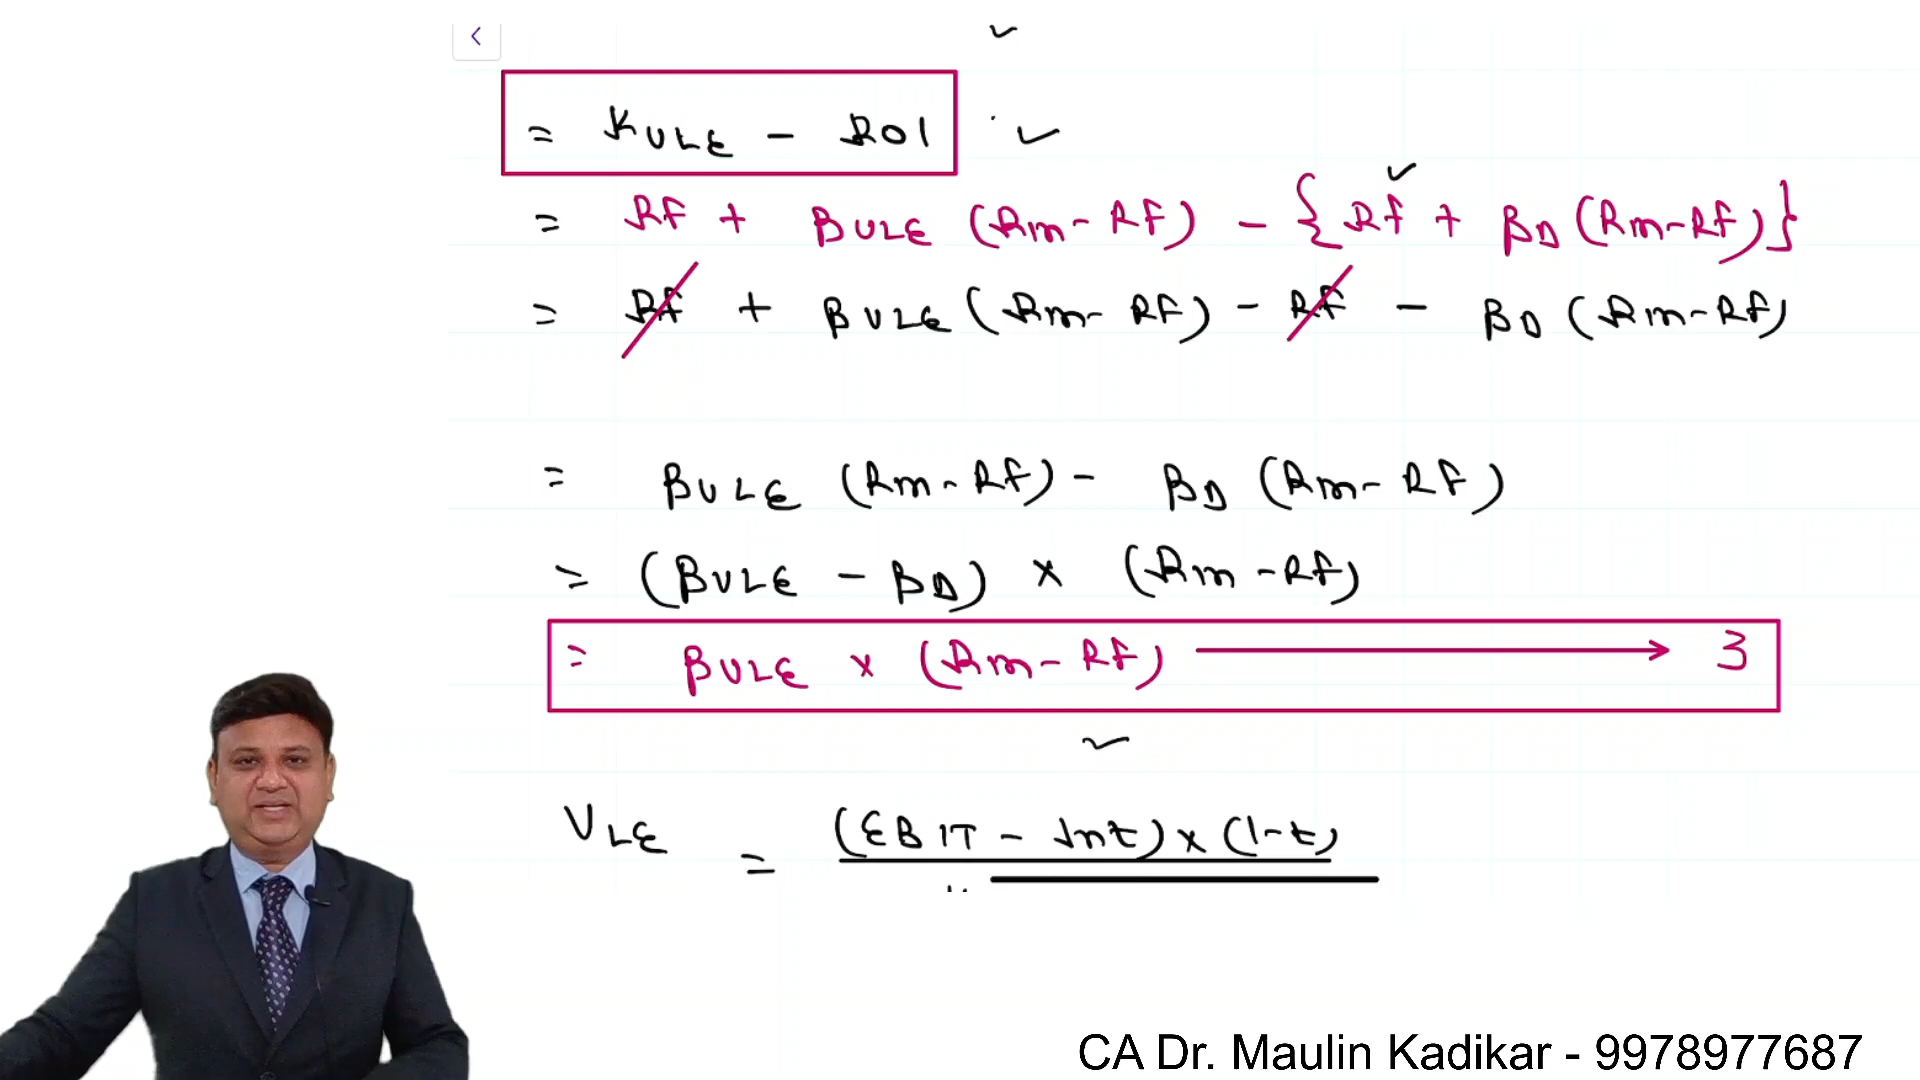 = KULE - ROI
= Rf + βULE (Rm-Rf) - {Rf + βD (Rm-Rf)}
= Rf + βULE (Rm-Rf) - Rf - βD (Rm-Rf)
= βULE (Rm-Rf) - βD (Rm-Rf)
= (βULE - βD) x (Rm-Rf)
= βULE x (Rm-Rf) → 3
VLE = (EBIT - Int) x (1-t)
CA Dr. Maulin Kadikar - 9978977687